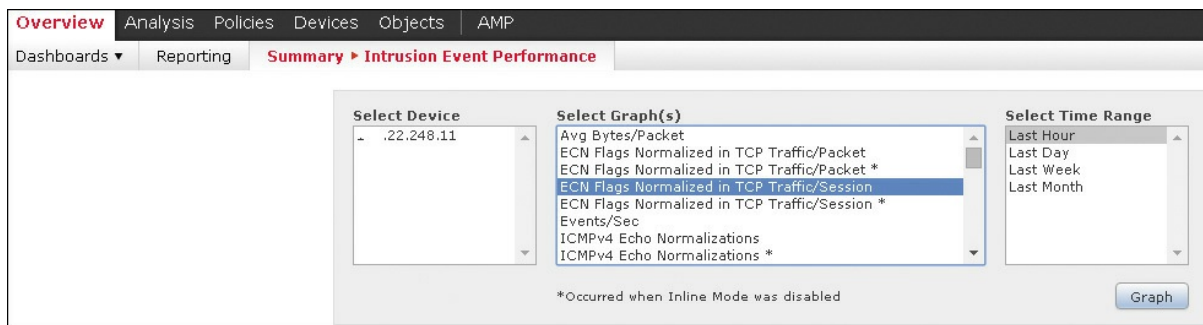 Overview Analysis Policies Devices Objects AMP
Dashboards ▾ Reporting Summary ▸ Intrusion Event Performance
Select Device
.22.248.11
Select Graph(s)
Avg Bytes/Packet
ECN Flags Normalized in TCP Traffic/Packet
ECN Flags Normalized in TCP Traffic/Packet *
ECN Flags Normalized in TCP Traffic/Session
ECN Flags Normalized in TCP Traffic/Session *
Events/Sec
ICMPv4 Echo Normalizations
ICMPv4 Echo Normalizations *
Select Time Range
Last Hour
Last Day
Last Week
Last Month
*Occurred when Inline Mode was disabled
Graph